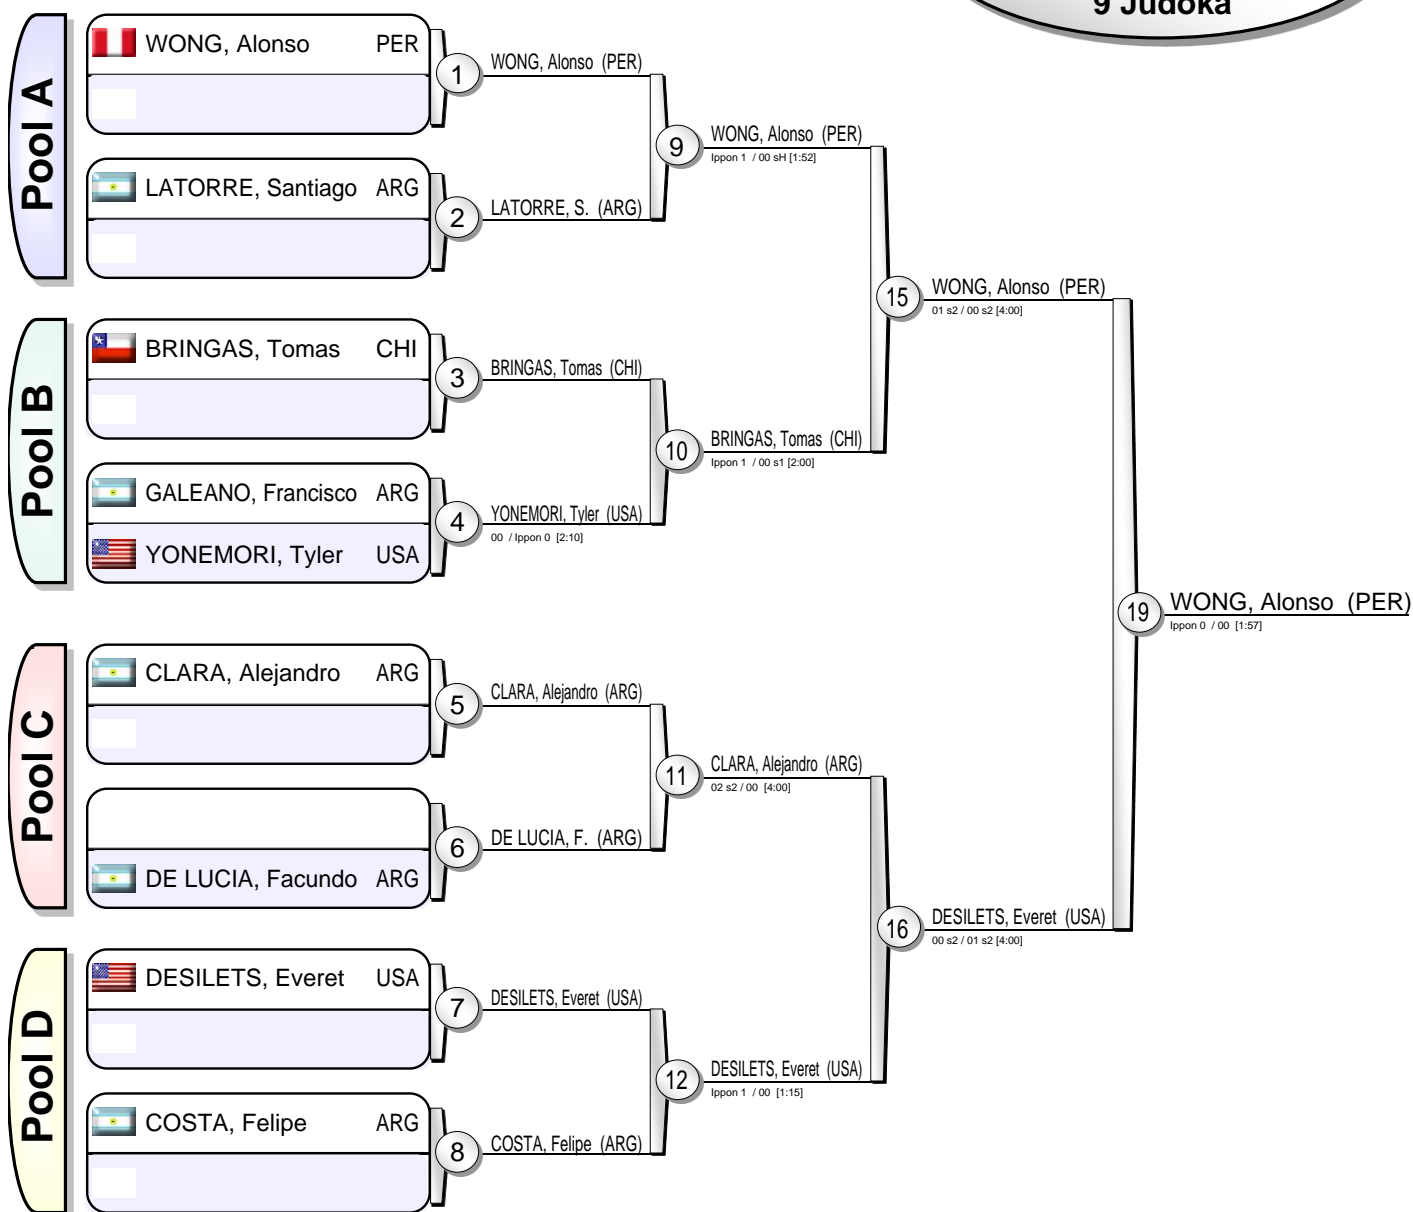 9 Judoka
Pool A
WONG, Alonso PER
1
LATORRE, Santiago ARG
2
WONG, Alonso (PER)
LATORRE, S. (ARG)
9
WONG, Alonso (PER)
Ippon 1 / 00 sH [1:52]
Pool B
BRINGAS, Tomas CHI
3
GALEANO, Francisco ARG
YONEMORI, Tyler USA
4
BRINGAS, Tomas (CHI)
YONEMORI, Tyler (USA)
00 / Ippon 0 [2:10]
10
BRINGAS, Tomas (CHI)
Ippon 1 / 00 s1 [2:00]
15
WONG, Alonso (PER)
01 s2 / 00 s2 [4:00]
Pool C
CLARA, Alejandro ARG
5
DE LUCIA, Facundo ARG
6
CLARA, Alejandro (ARG)
DE LUCIA, F. (ARG)
11
CLARA, Alejandro (ARG)
02 s2 / 00 [4:00]
Pool D
DESILETS, Everet USA
7
COSTA, Felipe ARG
8
DESILETS, Everet (USA)
COSTA, Felipe (ARG)
12
DESILETS, Everet (USA)
Ippon 1 / 00 [1:15]
16
DESILETS, Everet (USA)
00 s2 / 01 s2 [4:00]
19
WONG, Alonso (PER)
Ippon 0 / 00 [1:57]